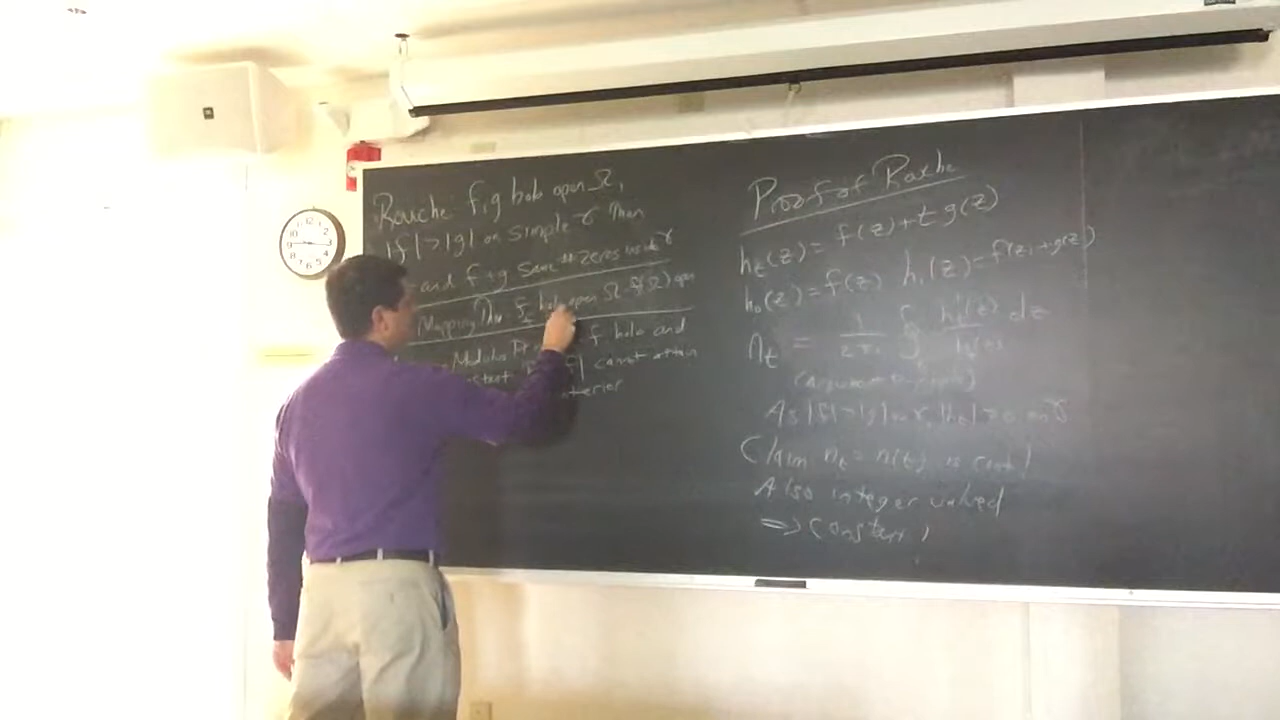 Rouche: f, g holo open Ω,
|f| > |g| on simple γ Then
and f+g same # zeros inside γ
Mapping Thm: f holo open Ω f(Ω) open
Modulus f holo and
|f| cannot attain
interior
Proof of Rouche
h_t(z) = f(z) + t g(z)
h_0(z) = f(z) h_1(z) = f(z) + g(z)
n_t = 1/2πi ∫ h_t'(z)/h_t(z) dz
(argument principle)
As |f| > |g| on γ, |h_t| > 0 on γ
Claim n_t = n(t) is cont
Also integer valued
⇒ constant